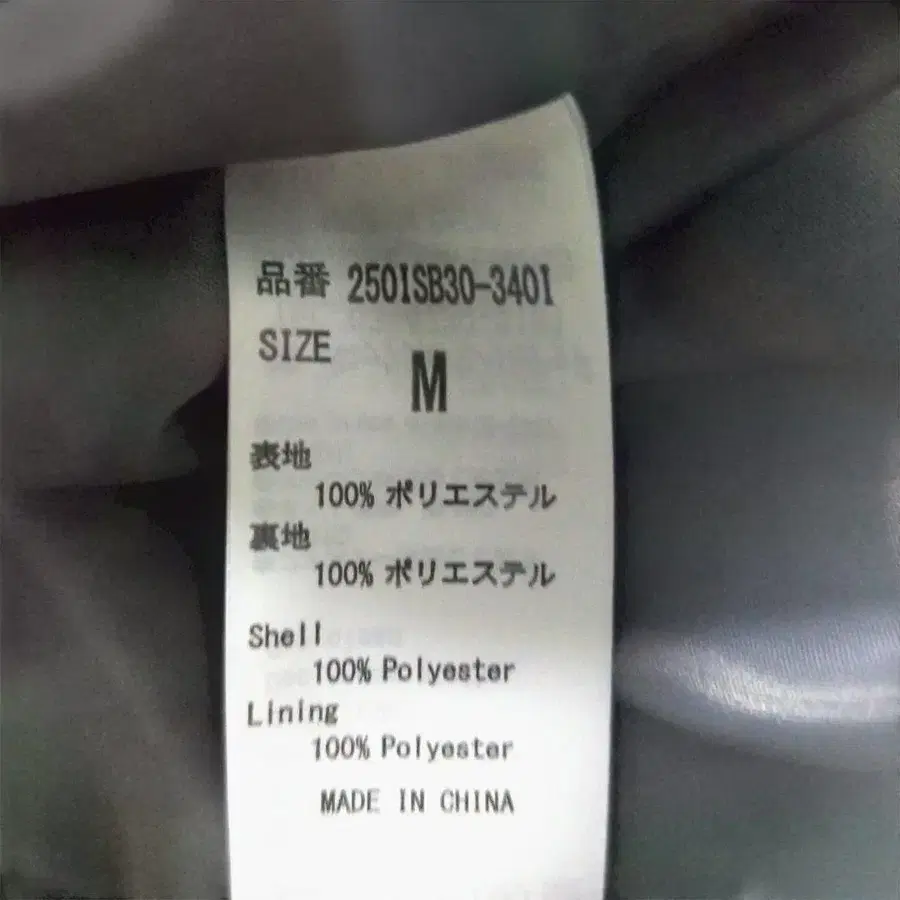 品番 2501SB30-3401
SIZE
M
表地
100% ポリエステル
裏地
100% ポリエステル
Shell
100% Polyester
Lining
100% Polyester
MADE IN CHINA